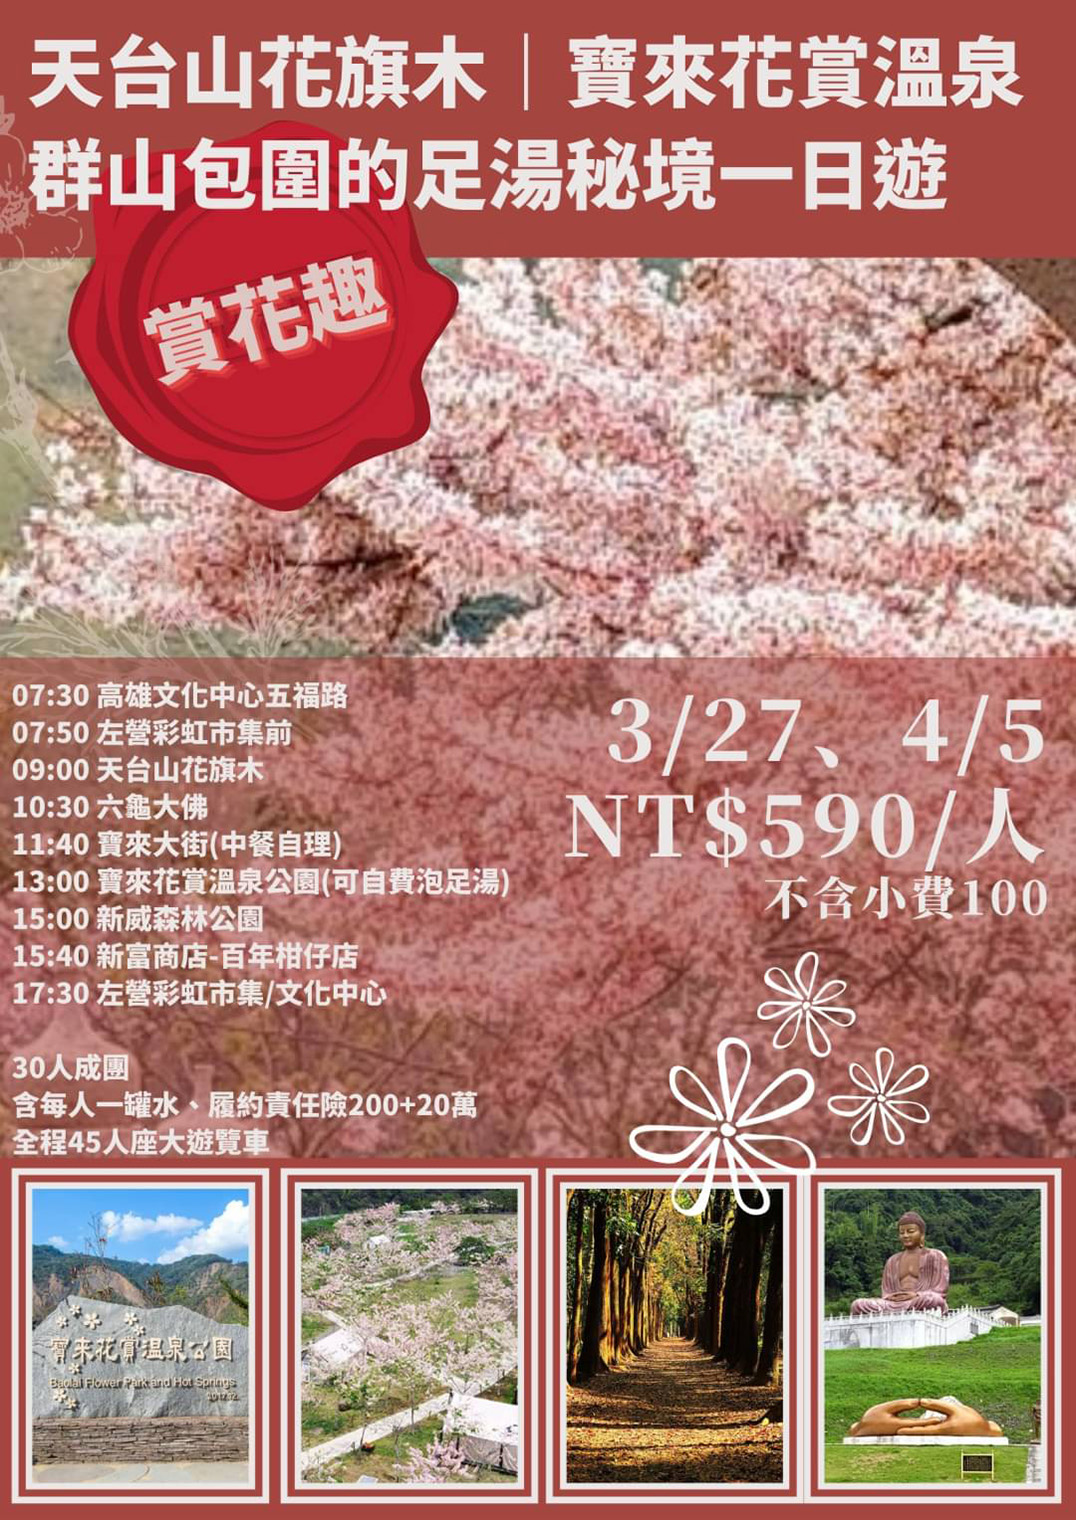 天台山花旗木｜寶來花賞溫泉
群山包圍的足湯秘境一日遊
賞花趣
07:30 高雄文化中心五福路
07:50 左營彩虹市集前
09:00 天台山花旗木
10:30 六龜大佛
11:40 寶來大街(中餐自理)
13:00 寶來花賞溫泉公園(可自費泡足湯)
15:00 新威森林公園
15:40 新富商店-百年柑仔店
17:30 左營彩虹市集/文化中心
30人成團
含每人一罐水、履約責任險200+20萬
全程45人座大遊覽車
3/27、4/5
NT$590/人
不含小費100
寶來花賞溫泉公園
Baolai Flower Park and Hot Springs